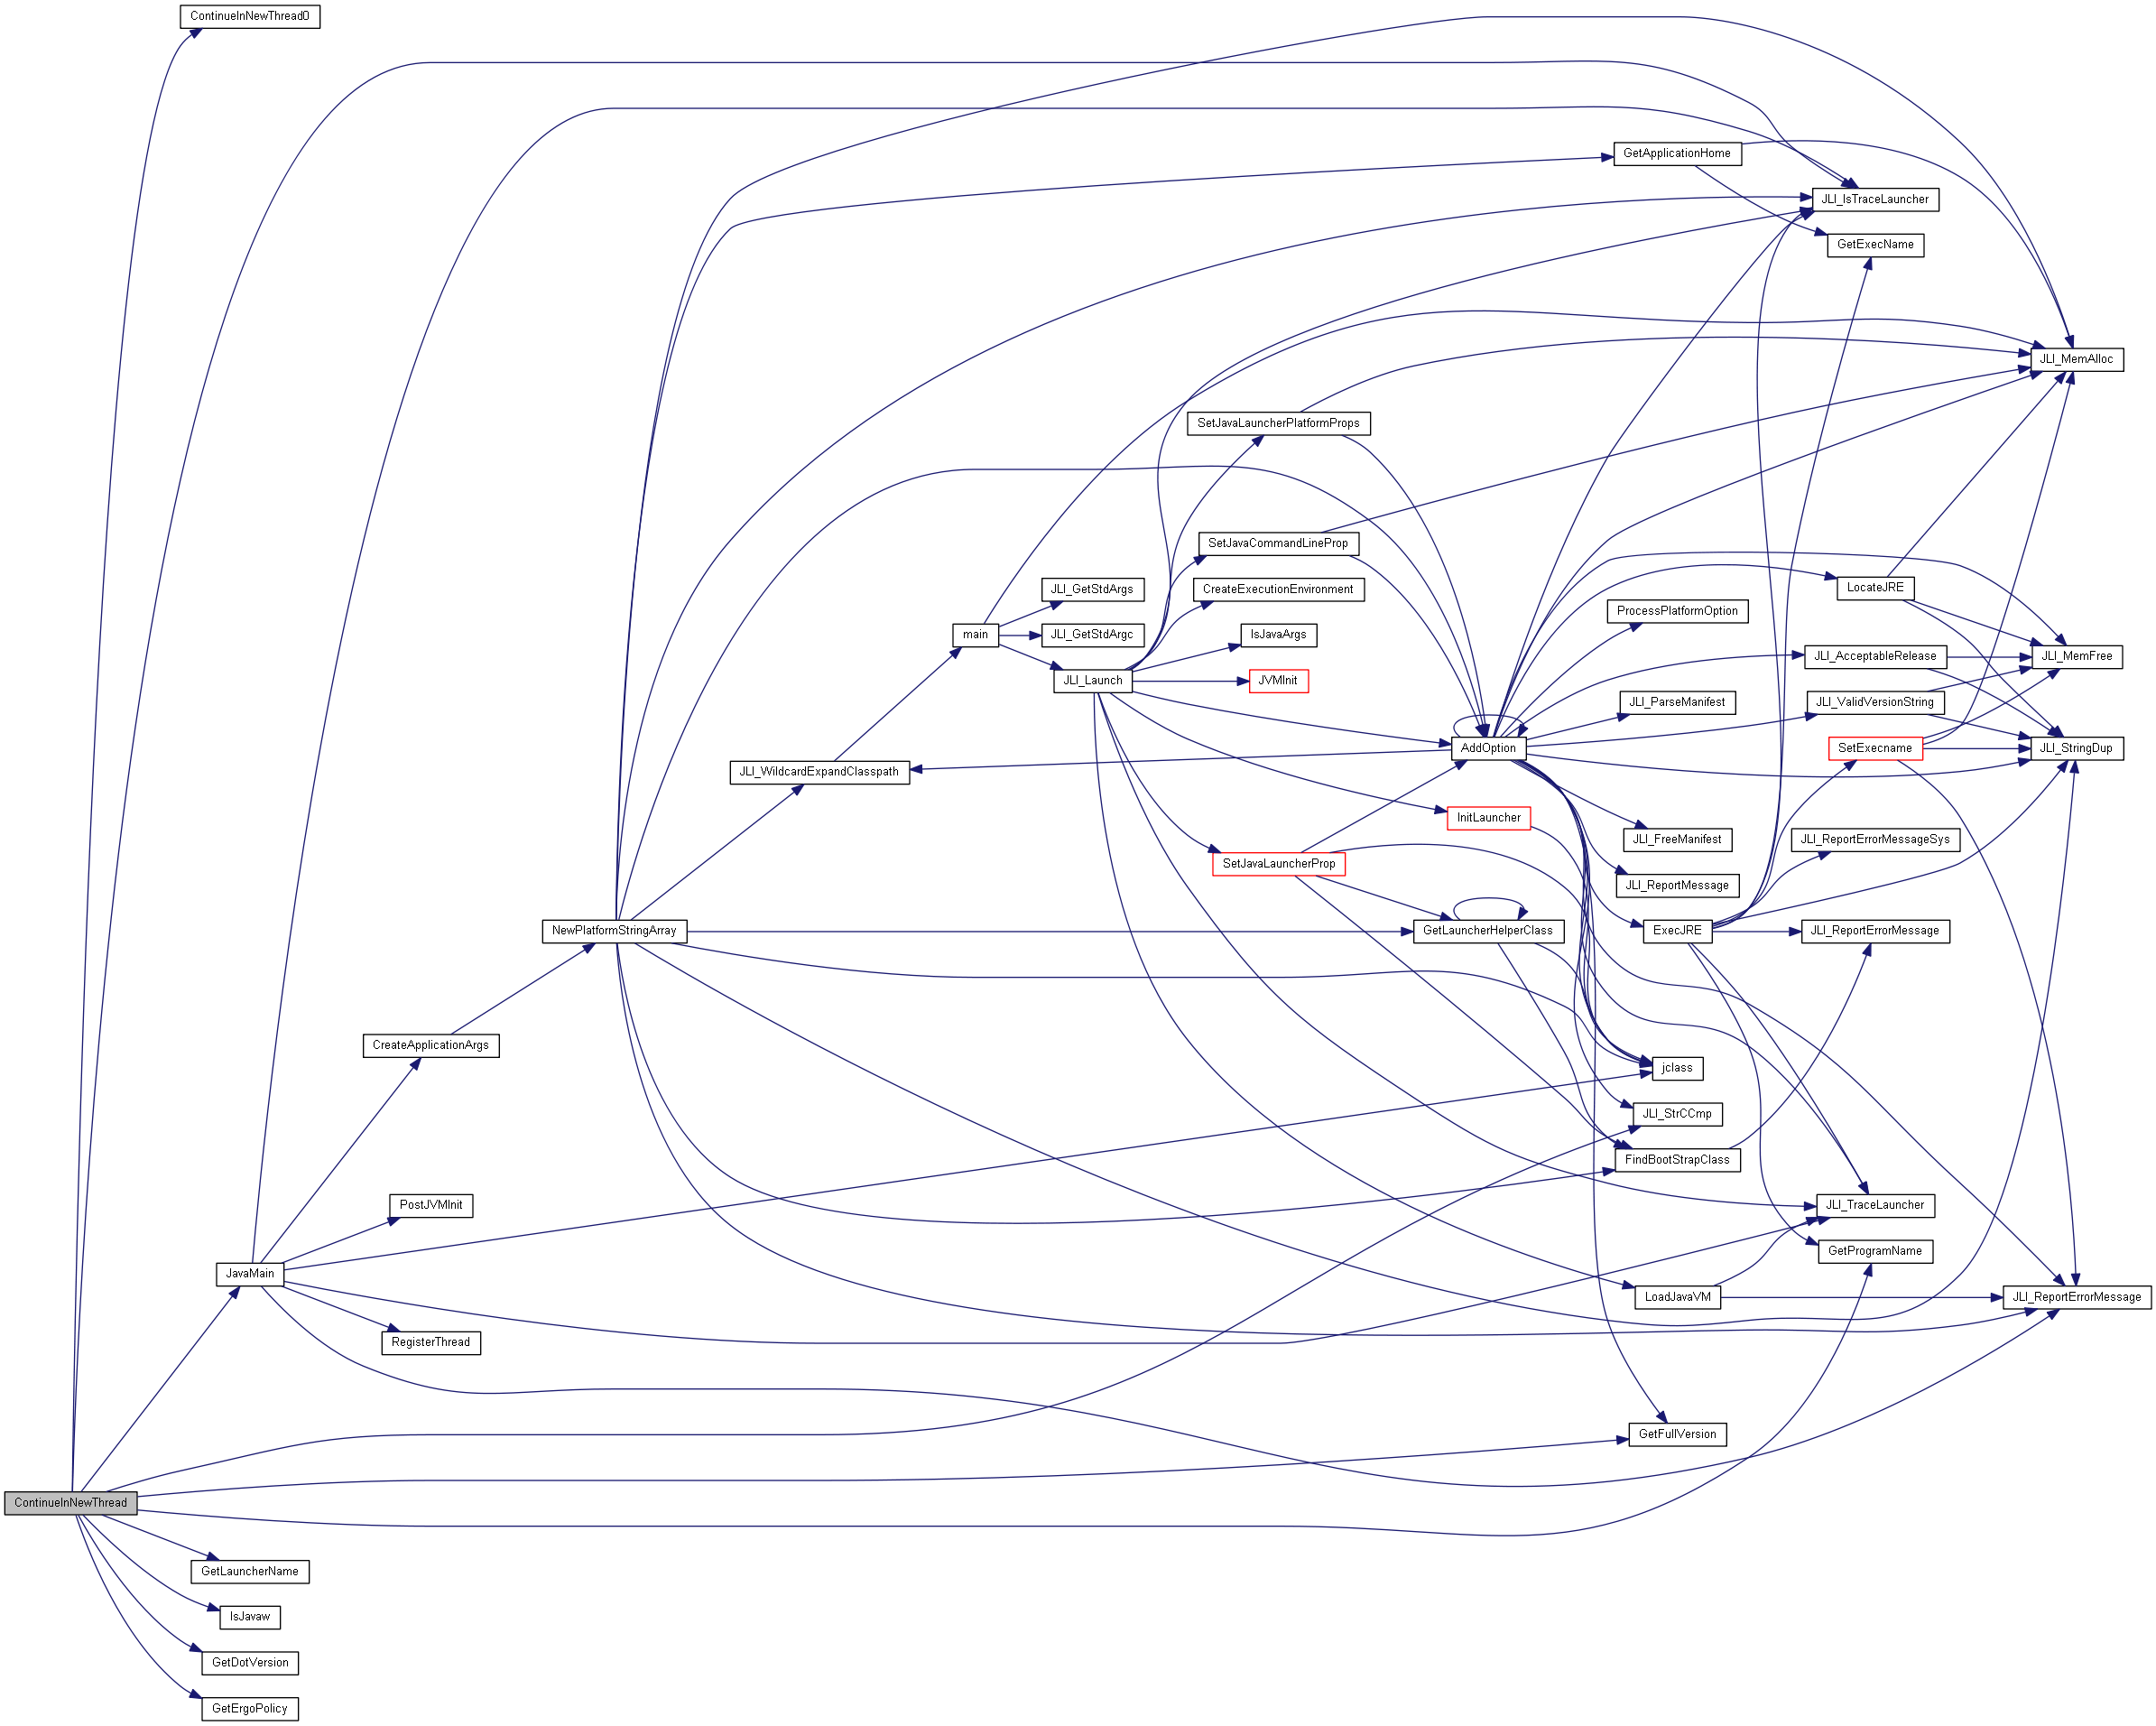 ContinueInNewThread0
GetApplicationHome
JLI_IsTraceLauncher
GetExecName
JLI_MemAlloc
SetJavaLauncherPlatformProps
SetJavaCommandLineProp
JLI_GetStdArgs
CreateExecutionEnvironment
LocateJRE
ProcessPlatformOption
main
JLI_GetStdArgc
IsJavaArgs
JLI_AcceptableRelease
JLI_MemFree
JLI_Launch
JVMInit
JLI_ParseManifest
JLI_ValidVersionString
AddOption
SetExecname
JLI_StringDup
JLI_WildcardExpandClasspath
InitLauncher
JLI_FreeManifest
JLI_ReportErrorMessageSys
SetJavaLauncherProp
JLI_ReportMessage
NewPlatformStringArray
GetLauncherHelperClass
ExecJRE
JLI_ReportErrorMessage
CreateApplicationArgs
jclass
JLI_StrCCmp
FindBootStrapClass
PostJVMInit
JLI_TraceLauncher
GetProgramName
JavaMain
LoadJavaVM
JLI_ReportErrorMessage
RegisterThread
GetFullVersion
ContinueInNewThread
GetLauncherName
IsJavaw
GetDotVersion
GetErgoPolicy